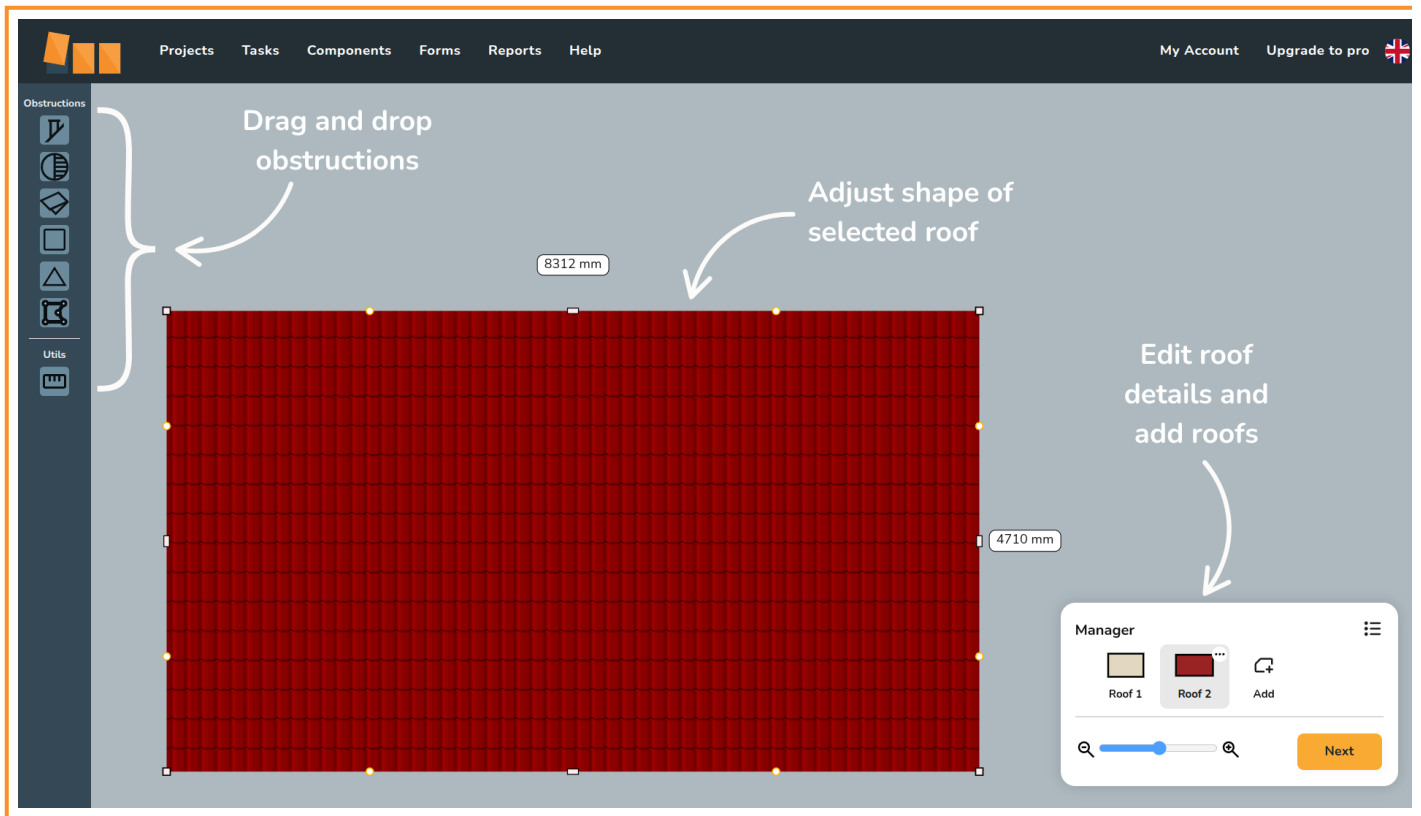 Projects Tasks Components Forms Reports Help My Account Upgrade to pro
Obstructions
Drag and drop
obstructions
Adjust shape of
selected roof
8312 mm
Utils
Edit roof
details and
add roofs
4710 mm
Manager
Roof 1 Roof 2 Add
Next